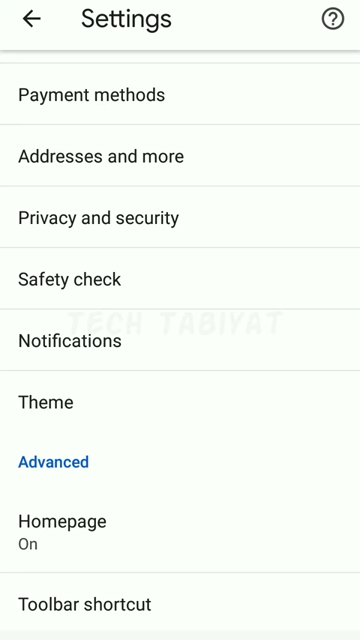 Settings
Payment methods
Addresses and more
Privacy and security
Safety check
TECH TABIYAT
Notifications
Theme
Advanced
Homepage
On
Toolbar shortcut